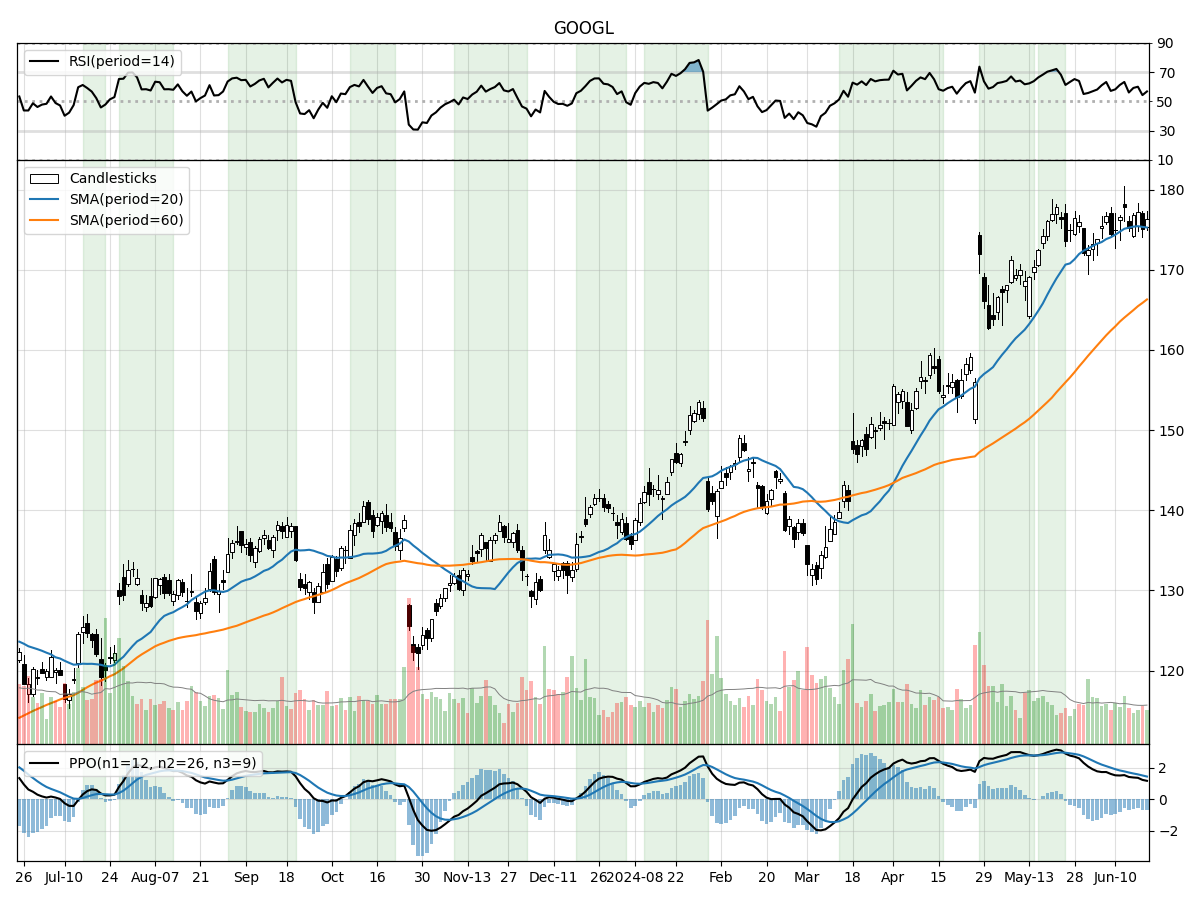 GOOGL
RSI(period=14)
90
70
50
30
10
Candlesticks
SMA(period=20)
SMA(period=60)
180
170
160
150
140
130
120
PPO(n1=12, n2=26, n3=9)
2
0
−2
26 Jul-10 24 Aug-07 21 Sep 18 Oct 16 30 Nov-13 27 Dec-11 26 2024-08 22 Feb 20 Mar 18 Apr 15 29 May-13 28 Jun-10